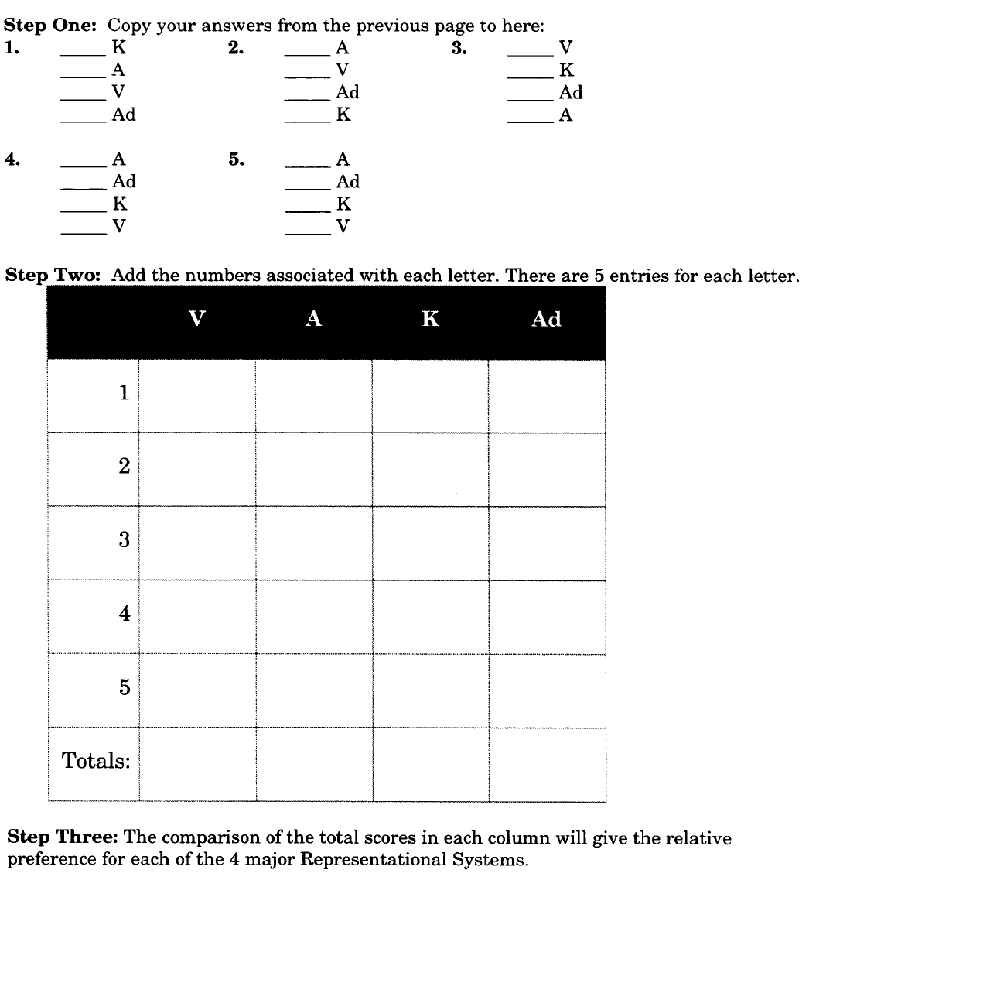 Step One: Copy your answers from the previous page to here:
1. _____ K 2. _____ A 3. _____ V
_____ A _____ V _____ K
_____ V _____ Ad _____ Ad
_____ Ad _____ K _____ A
4. _____ A 5. _____ A
_____ Ad _____ Ad
_____ K _____ K
_____ V _____ V
Step Two: Add the numbers associated with each letter. There are 5 entries for each letter.
V A K Ad
1
2
3
4
5
Totals:
Step Three: The comparison of the total scores in each column will give the relative
preference for each of the 4 major Representational Systems.